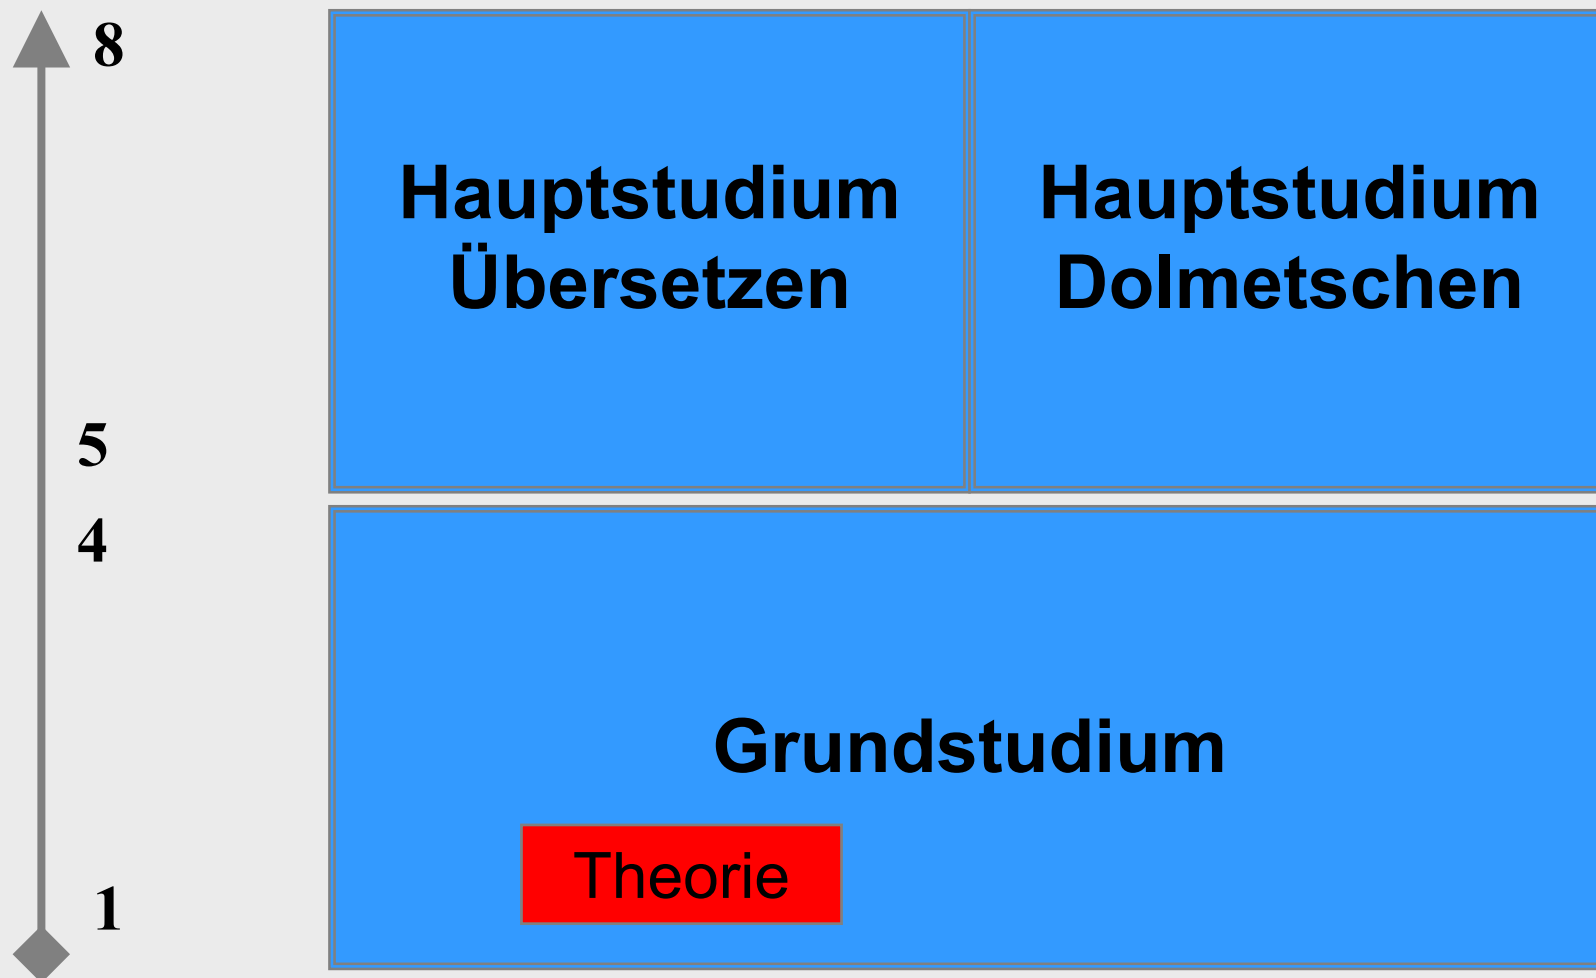 8
Hauptstudium
Übersetzen
Hauptstudium
Dolmetschen
5
4
Grundstudium
Theorie
1